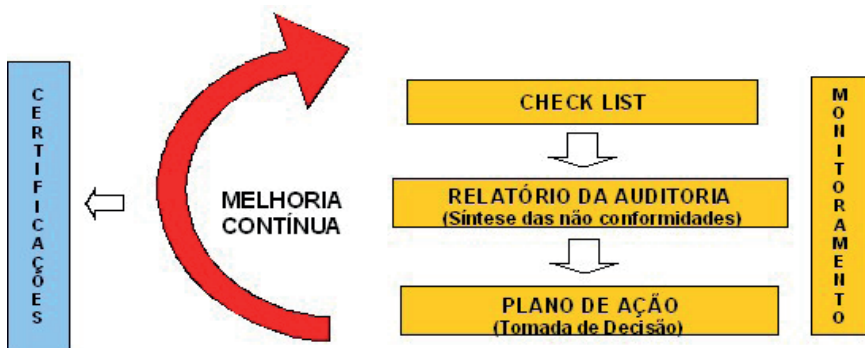 CERTIFICAÇÕES
MELHORIA
CONTÍNUA
CHECK LIST
RELATÓRIO DA AUDITORIA
(Síntese das não conformidades)
PLANO DE AÇÃO
(Tomada de Decisão)
MONITORAMENTO